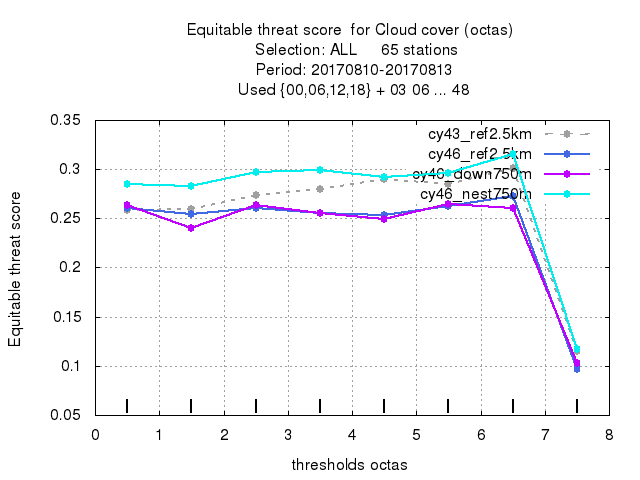 Equitable threat score  for Cloud cover (octas)
Selection: ALL     65 stations
Period: 20170810-20170813
Used {00,06,12,18} + 03 06 ... 48
Equitable threat score
0.35
0.3
0.25
0.2
0.15
0.1
0.05
cy43_ref2.5km
cy46_ref2.5km
cy46_down750m
cy46_nest750m
0 1 2 3 4 5 6 7 8
thresholds octas